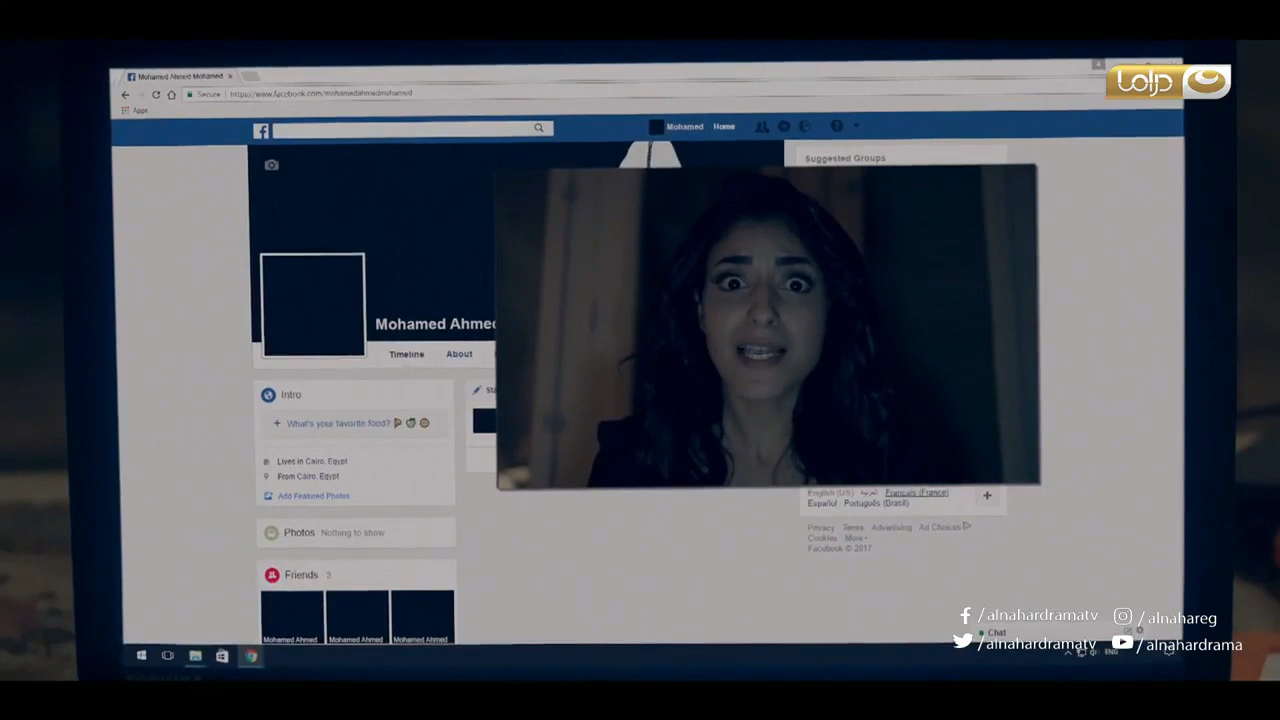 دراما
Mohamed Ahmed Mohamed
Secure
https://www.facebook.com/mohamedahmedmohamed
Apps
Mohamed Home
Suggested Groups
Mohamed Ahmed
Timeline About
Intro
What's your favorite food?
Lives in Cairo, Egypt
From Cairo, Egypt
Add Featured Photos
Photos Nothing to show
Friends 3
Mohamed Ahmed Mohamed Ahmed Mohamed Ahmed
English (US) العربية Français (France)
Español Português (Brasil)
Privacy Terms Advertising Ad Choices
Cookies More
Facebook © 2017
Chat
ENG
/alnahardramatv /alnahareg
/alnahardramatv /alnahardrama